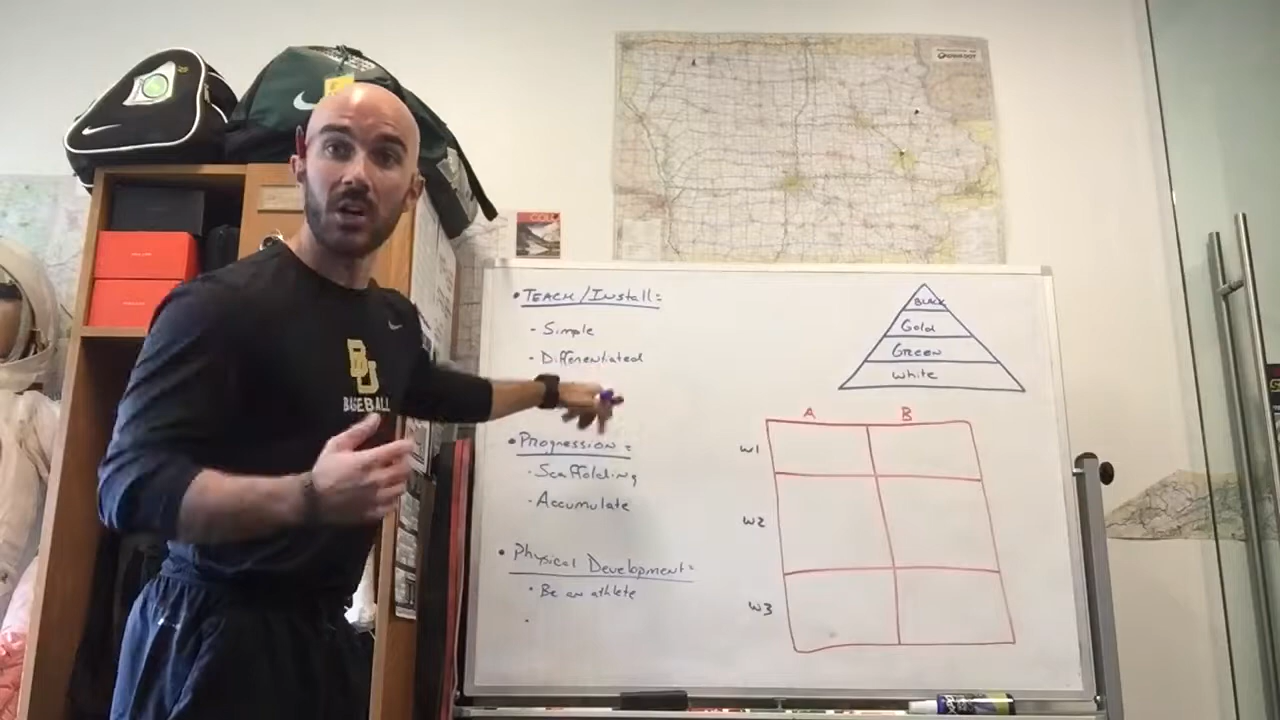 • TEACH/Install:
- Simple
- Differentiated
• Progression:
- Scaffolding
- Accumulate
• Physical Development:
• Be an athlete
•
BLACK
Gold
GREEN
White
A B
W1
W2
W3
BU
BASEBALL